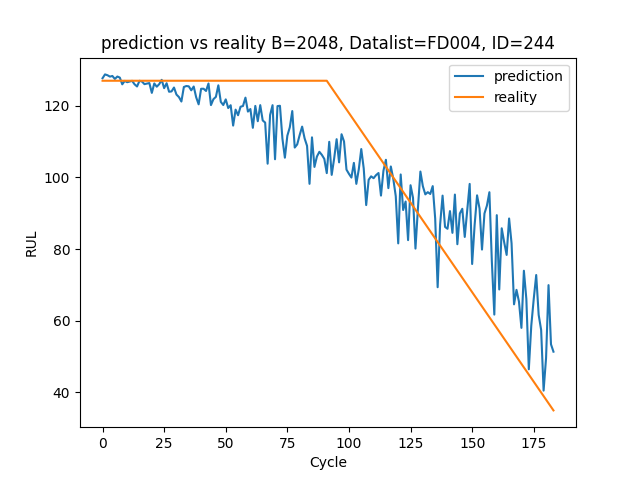 prediction vs reality B=2048, Datalist=FD004, ID=244
prediction
reality
120
100
80
60
40
RUL
0 25 50 75 100 125 150 175
Cycle